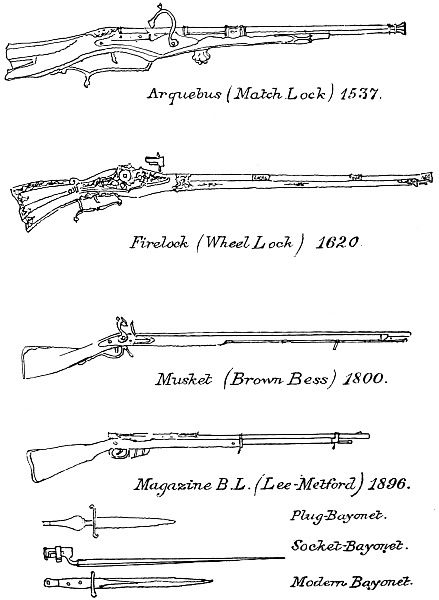 Arquebus (Match Lock) 1537.
Firelock (Wheel Lock) 1620
Musket (Brown Bess) 1800.
Magazine B.L. (Lee-Metford) 1896.
Plug-Bayonet.
Socket-Bayonet.
Modern Bayonet.